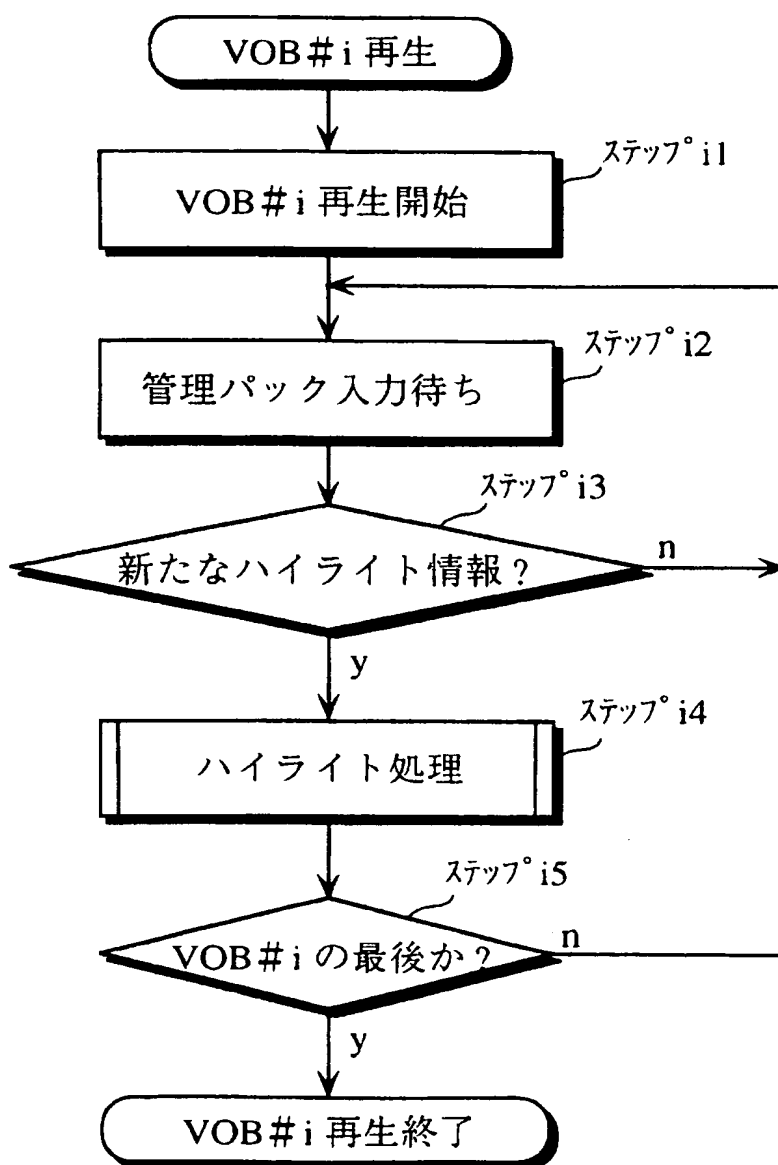 VOB#i 再生
ステップ i1
VOB#i 再生開始
ステップ i2
管理パック入力待ち
ステップ i3
新たなハイライト情報?
n
y
ステップ i4
ハイライト処理
ステップ i5
VOB#i の最後か?
n
y
VOB#i 再生終了